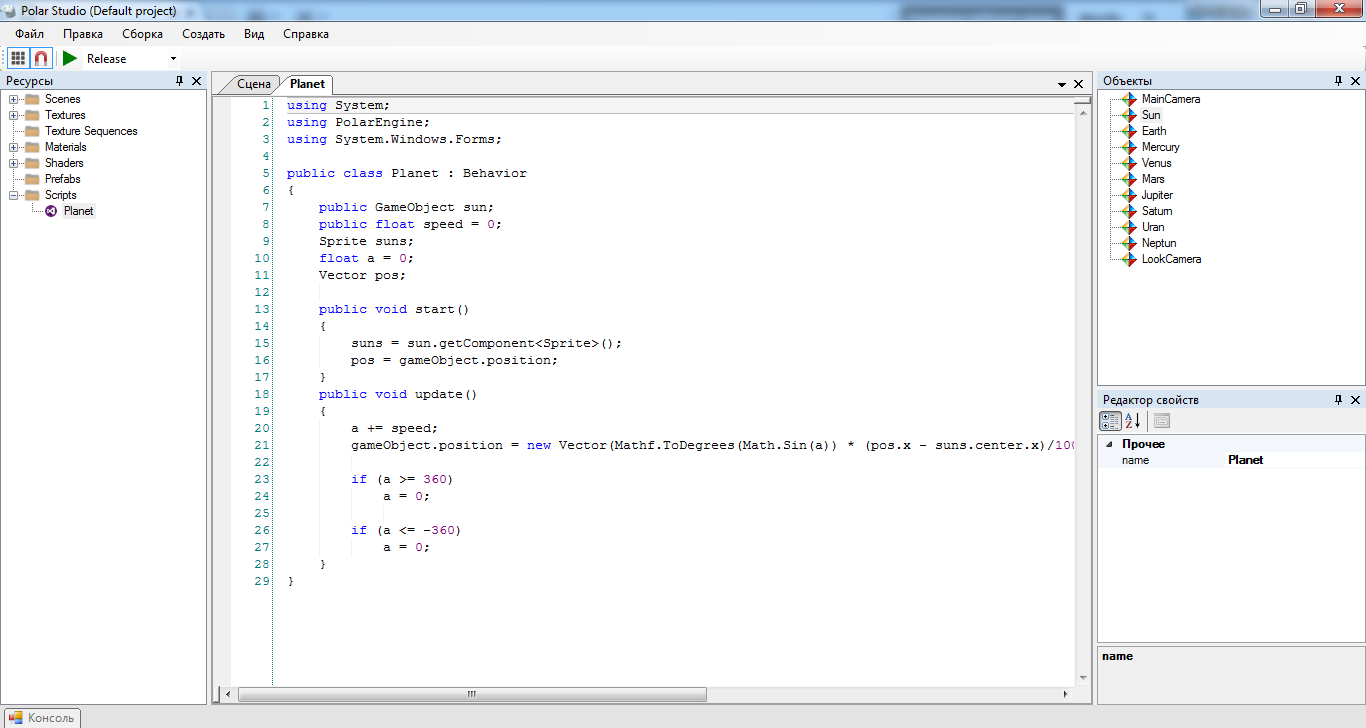 Polar Studio (Default project)
Файл Правка Сборка Создать Вид Справка
Release
Ресурсы
Scenes
Textures
Texture Sequences
Materials
Shaders
Prefabs
Scripts
Planet
Сцена Planet
1 using System;
2 using PolarEngine;
3 using System.Windows.Forms;
4
5 public class Planet : Behavior
6 {
7 public GameObject sun;
8 public float speed = 0;
9 Sprite suns;
10 float a = 0;
11 Vector pos;
12
13 public void start()
14 {
15 suns = sun.getComponent<Sprite>();
16 pos = gameObject.position;
17 }
18 public void update()
19 {
20 a += speed;
21 gameObject.position = new Vector(Mathf.ToDegrees(Math.Sin(a)) * (pos.x - suns.center.x)/100
22
23 if (a >= 360)
24 a = 0;
25
26 if (a <= -360)
27 a = 0;
28 }
29 }
Объекты
MainCamera
Sun
Earth
Mercury
Venus
Mars
Jupiter
Saturn
Uran
Neptun
LookCamera
Редактор свойств
Прочее
name Planet
name
Консоль